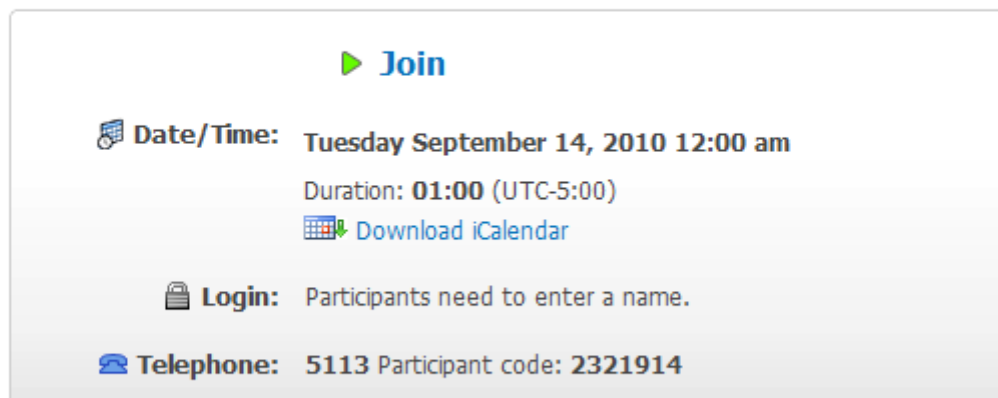 Join
Date/Time: Tuesday September 14, 2010 12:00 am
Duration: 01:00 (UTC-5:00)
Download iCalendar
Login: Participants need to enter a name.
Telephone: 5113 Participant code: 2321914